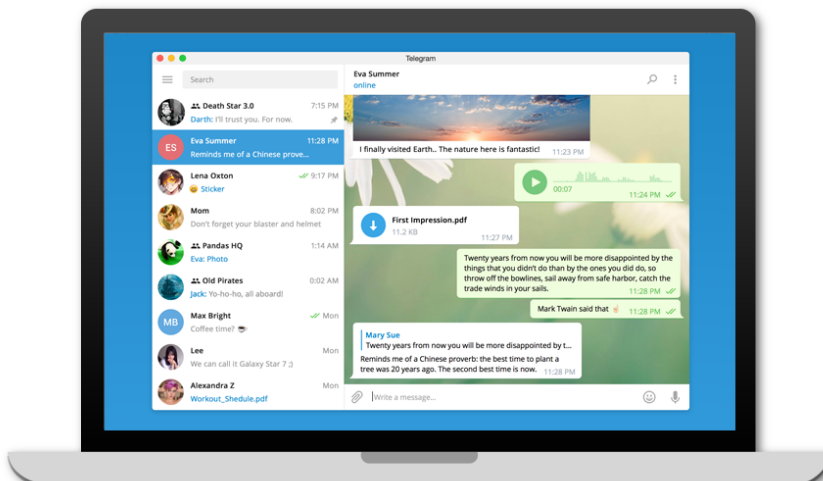 Telegram
Search
Death Star 3.0 7:15 PM
Darth: I'll trust you. For now.
ES
Eva Summer 11:28 PM
Reminds me of a Chinese prove...
Lena Oxton 9:17 PM
😄 Sticker
Mom 8:02 PM
Don't forget your blaster and helmet
Pandas HQ 1:14 AM
Eva: Photo
Old Pirates 0:02 AM
Jack: Yo-ho-ho, all aboard!
MB
Max Bright Mon
Coffee time? ☕
Lee Mon
We can call it Galaxy Star 7 ;)
Alexandra Z Mon
Workout_Shedule.pdf
Eva Summer
online
I finally visited Earth.. The nature here is fantastic! 11:23 PM
00:07
11:24 PM
First Impression.pdf
11.2 KB
11:27 PM
Twenty years from now you will be more disappointed by the
things that you didn't do than by the ones you did do, so
throw off the bowlines, sail away from safe harbor, catch the
trade winds in your sails. 11:28 PM
Mark Twain said that ☝ 11:28 PM
Mary Sue
Twenty years from now you will be more disappointed by t...
Reminds me of a Chinese proverb: the best time to plant a
tree was 20 years ago. The second best time is now. 11:28 PM
Write a message...